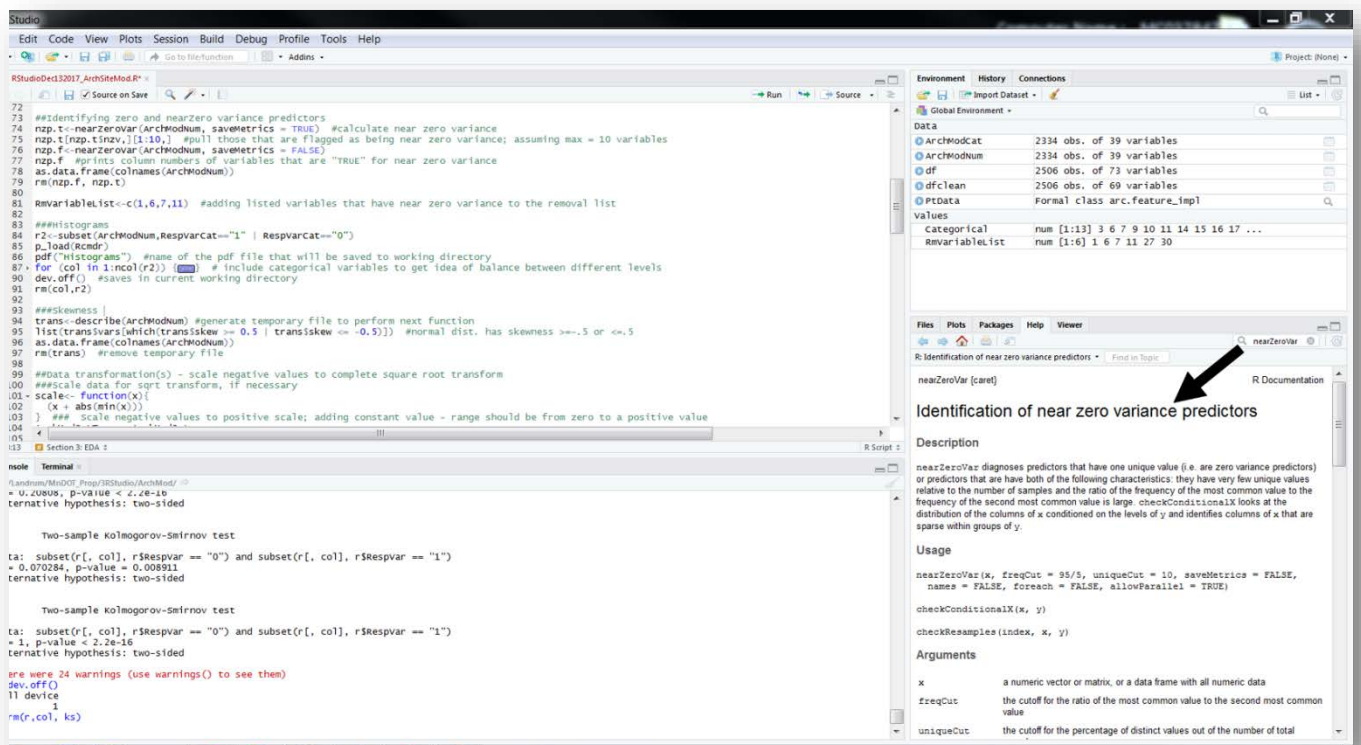 Studio
Edit Code View Plots Session Build Debug Profile Tools Help
Go to file/function Addins
Project: (None)
RStudioDec132017_ArchSiteMod.R*
Source on Save Run Source
72
73 ##Identifying zero and nearZero variance predictors
74 nzp.t<-nearZeroVar(ArchModNum, saveMetrics = TRUE) #calculate near zero variance
75 nzp.t[nzp.t$nzv,][1:10,] #pull those that are flagged as being near zero variance; assuming max = 10 variables
76 nzp.f<-nearZeroVar(ArchModNum, saveMetrics = FALSE)
77 nzp.f #prints column numbers of variables that are "TRUE" for near zero variance
78 as.data.frame(colnames(ArchModNum))
79 rm(nzp.f, nzp.t)
80
81 RmVariableList<-c(1,6,7,11) #adding listed variables that have near zero variance to the removal list
82
83 ###Histograms
84 r2<-subset(ArchModNum,RespVarCat=="1" | RespVarCat=="0")
85 p_load(Rcmdr)
86 pdf("Histograms") #name of the pdf file that will be saved to working directory
87 for (col in 1:ncol(r2)) {} # include categorical variables to get idea of balance between different levels
90 dev.off() #saves in current working directory
91 rm(col,r2)
92
93 ###Skewness
94 trans<-describe(ArchModNum) #generate temporary file to perform next function
95 list(trans$vars[which(trans$skew >= 0.5 | trans$skew <= -0.5)]) #normal dist. has skewness >=-.5 or <=.5
96 as.data.frame(colnames(ArchModNum))
97 rm(trans) #remove temporary file
98
99 ##Data transformation(s) - scale negative values to complete square root transform
100 ###Scale data for sqrt transform, if necessary
101 scale<- function(x){
102 (x + abs(min(x)))
103 } ### Scale negative values to positive scale; adding constant value - range should be from zero to a positive value
104
105
:13 Section 3: EDA R Script
nsole Terminal
/Landrum/MnDOT_Prop/3RStudio/ArchMod/
= 0.20808, p-value < 2.2e-16
ternative hypothesis: two-sided
Two-sample Kolmogorov-Smirnov test
ta: subset(r[, col], r$RespVar == "0") and subset(r[, col], r$RespVar == "1")
= 0.070284, p-value = 0.008911
ternative hypothesis: two-sided
Two-sample Kolmogorov-Smirnov test
ta: subset(r[, col], r$RespVar == "0") and subset(r[, col], r$RespVar == "1")
= 1, p-value < 2.2e-16
ternative hypothesis: two-sided
ere were 24 warnings (use warnings() to see them)
dev.off()
ll device
1
rm(r,col, ks)
Environment History Connections
Import Dataset List
Global Environment
Data
ArchModCat 2334 obs. of 39 variables
ArchModNum 2334 obs. of 39 variables
df 2506 obs. of 73 variables
dfclean 2506 obs. of 69 variables
PtData Formal class arc.feature_impl
Values
Categorical num [1:13] 3 6 7 9 10 11 14 15 16 17 ...
RmVariableList num [1:6] 1 6 7 11 27 30
Files Plots Packages Help Viewer
nearZeroVar
R: Identification of near zero variance predictors Find in Topic
nearZeroVar {caret} R Documentation
Identification of near zero variance predictors
Description
nearZeroVar diagnoses predictors that have one unique value (i.e. are zero variance predictors)
or predictors that are have both of the following characteristics: they have very few unique values
relative to the number of samples and the ratio of the frequency of the most common value to the
frequency of the second most common value is large. checkConditionalX looks at the
distribution of the columns of x conditioned on the levels of y and identifies columns of x that are
sparse within groups of y.
Usage
nearZeroVar(x, freqCut = 95/5, uniqueCut = 10, saveMetrics = FALSE,
names = FALSE, foreach = FALSE, allowParallel = TRUE)
checkConditionalX(x, y)
checkResamples(index, x, y)
Arguments
x a numeric vector or matrix, or a data frame with all numeric data
freqCut the cutoff for the ratio of the most common value to the second most common
value
uniqueCut the cutoff for the percentage of distinct values out of the number of total